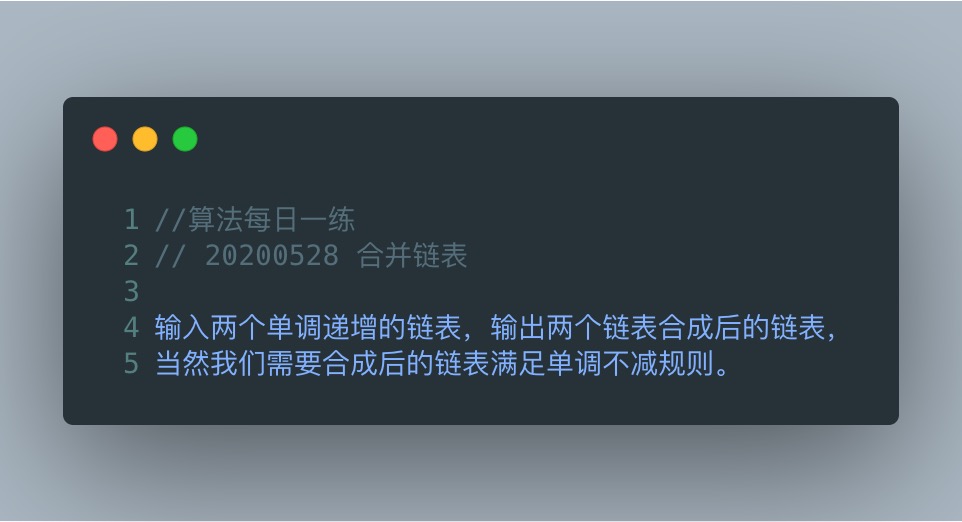 1 //算法每日一练
2 // 20200528 合并链表
3
4 输入两个单调递增的链表，输出两个链表合成后的链表，
5 当然我们需要合成后的链表满足单调不减规则。